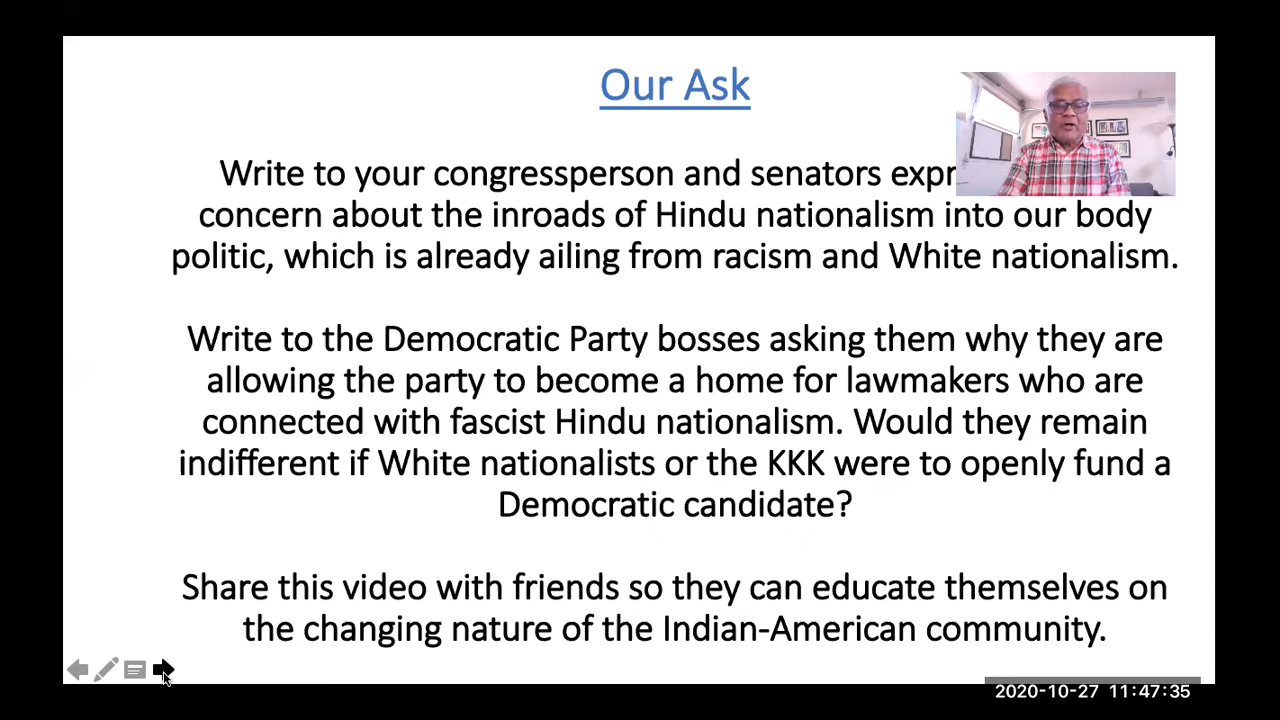 Our Ask
Write to your congressperson and senators expr
concern about the inroads of Hindu nationalism into our body
politic, which is already ailing from racism and White nationalism.
Write to the Democratic Party bosses asking them why they are
allowing the party to become a home for lawmakers who are
connected with fascist Hindu nationalism. Would they remain
indifferent if White nationalists or the KKK were to openly fund a
Democratic candidate?
Share this video with friends so they can educate themselves on
the changing nature of the Indian-American community.
2020-10-27 11:47:35